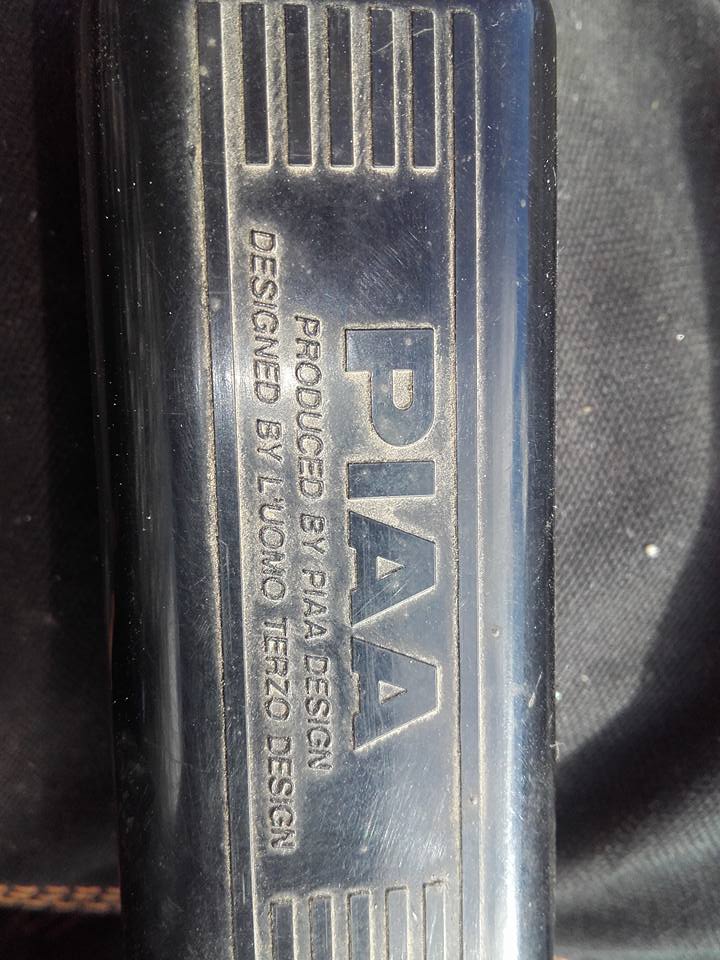 PIAA
PRODUCED BY PIAA DESIGN
DESIGNED BY L'UOMO TERZO DESIGN